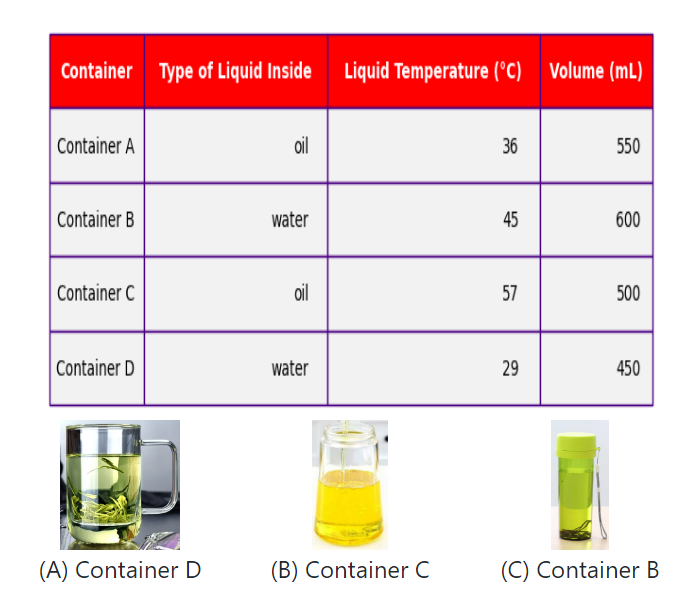 Container Type of Liquid Inside Liquid Temperature (°C) Volume (mL)
Container A oil 36 550
Container B water 45 600
Container C oil 57 500
Container D water 29 450
(A) Container D (B) Container C (C) Container B